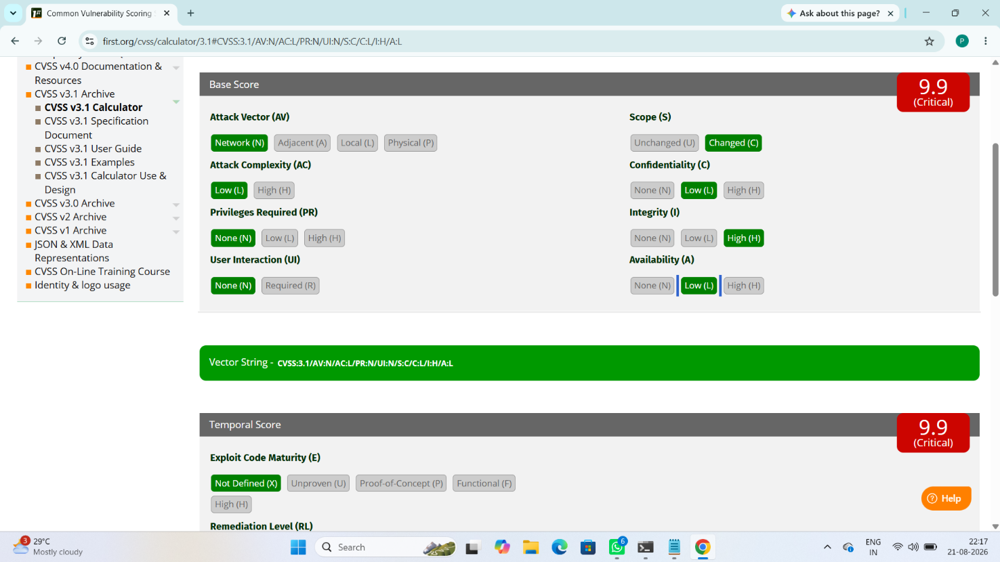 Common Vulnerability Scoring
Ask about this page?
first.org/cvss/calculator/3.1#CVSS:3.1/AV:N/AC:L/PR:N/UI:N/S:C/C:L/I:H/A:L
P
CVSS v4.0 Documentation &
Resources
CVSS v3.1 Archive
CVSS v3.1 Calculator
CVSS v3.1 Specification
Document
CVSS v3.1 User Guide
CVSS v3.1 Examples
CVSS v3.1 Calculator Use &
Design
CVSS v3.0 Archive
CVSS v2 Archive
CVSS v1 Archive
JSON & XML Data
Representations
CVSS On-Line Training Course
Identity & logo usage
Base Score
9.9
(Critical)
Attack Vector (AV)
Network (N) Adjacent (A) Local (L) Physical (P)
Attack Complexity (AC)
Low (L) High (H)
Privileges Required (PR)
None (N) Low (L) High (H)
User Interaction (UI)
None (N) Required (R)
Scope (S)
Unchanged (U) Changed (C)
Confidentiality (C)
None (N) Low (L) High (H)
Integrity (I)
None (N) Low (L) High (H)
Availability (A)
None (N) Low (L) High (H)
Vector String - CVSS:3.1/AV:N/AC:L/PR:N/UI:N/S:C/C:L/I:H/A:L
Temporal Score
9.9
(Critical)
Exploit Code Maturity (E)
Not Defined (X) Unproven (U) Proof-of-Concept (P) Functional (F)
High (H)
Remediation Level (RL)
Help
3
29°C
Mostly cloudy
Search
6
ENG
IN
22:17
21-08-2026